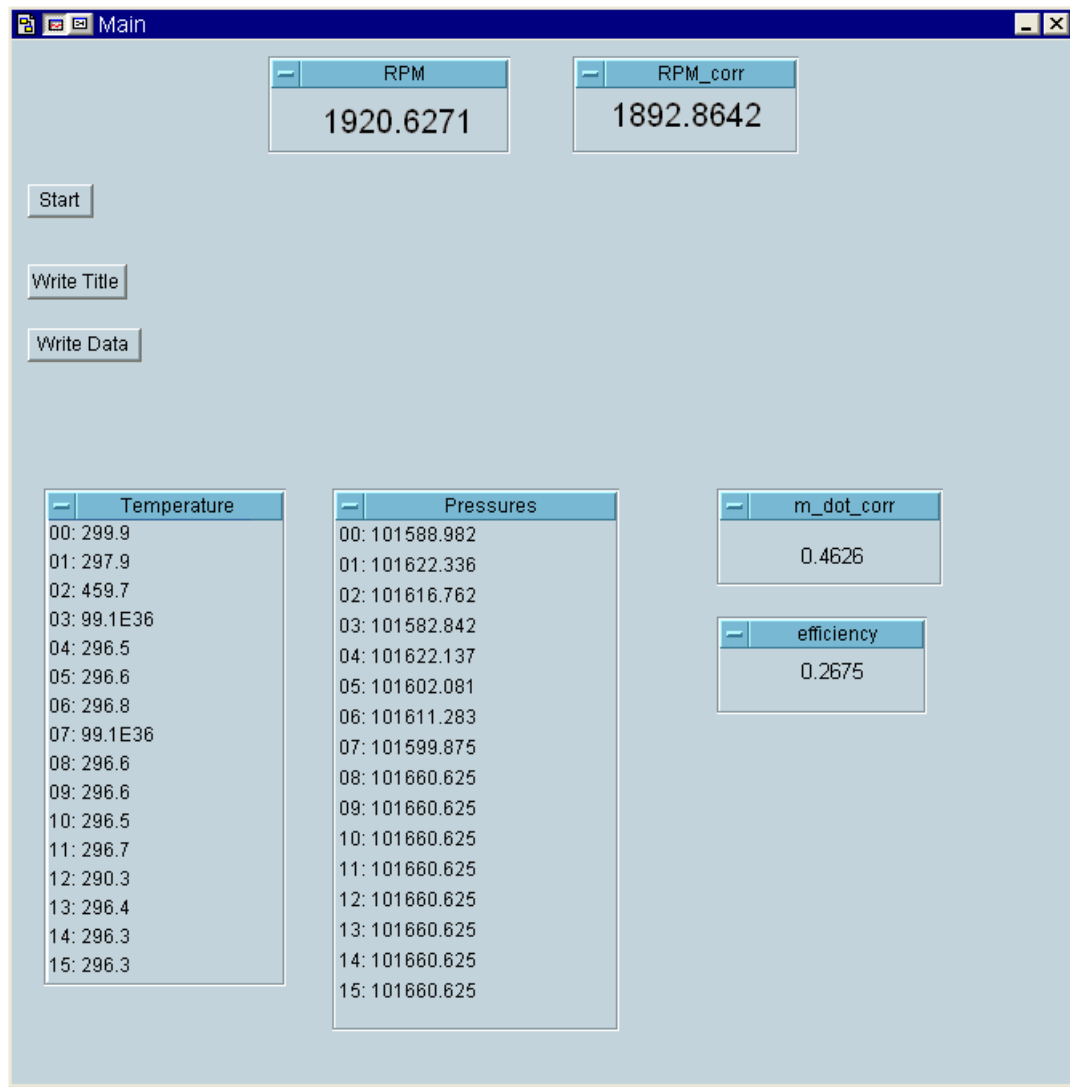 Main
RPM
1920.6271
RPM_corr
1892.8642
Start
Write Title
Write Data
Temperature
00: 299.9
01: 297.9
02: 459.7
03: 99.1E36
04: 296.5
05: 296.6
06: 296.8
07: 99.1E36
08: 296.6
09: 296.6
10: 296.5
11: 296.7
12: 290.3
13: 296.4
14: 296.3
15: 296.3
Pressures
00: 101588.982
01: 101622.336
02: 101616.762
03: 101582.842
04: 101622.137
05: 101602.081
06: 101611.283
07: 101599.875
08: 101660.625
09: 101660.625
10: 101660.625
11: 101660.625
12: 101660.625
13: 101660.625
14: 101660.625
15: 101660.625
m_dot_corr
0.4626
efficiency
0.2675